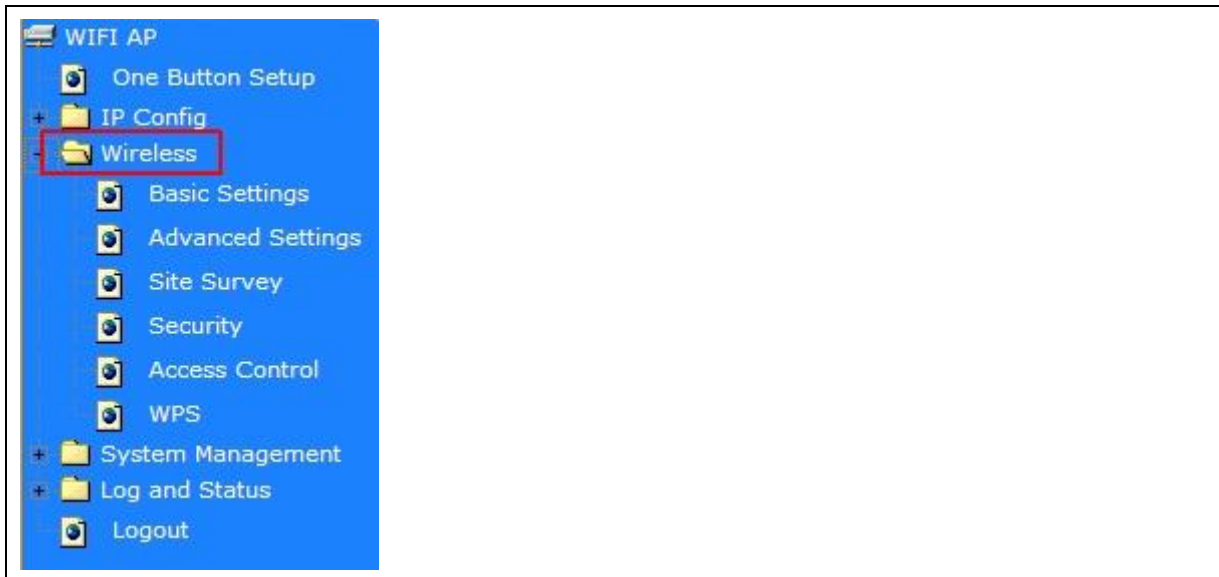 WIFI AP
One Button Setup
IP Config
Wireless
Basic Settings
Advanced Settings
Site Survey
Security
Access Control
WPS
System Management
Log and Status
Logout